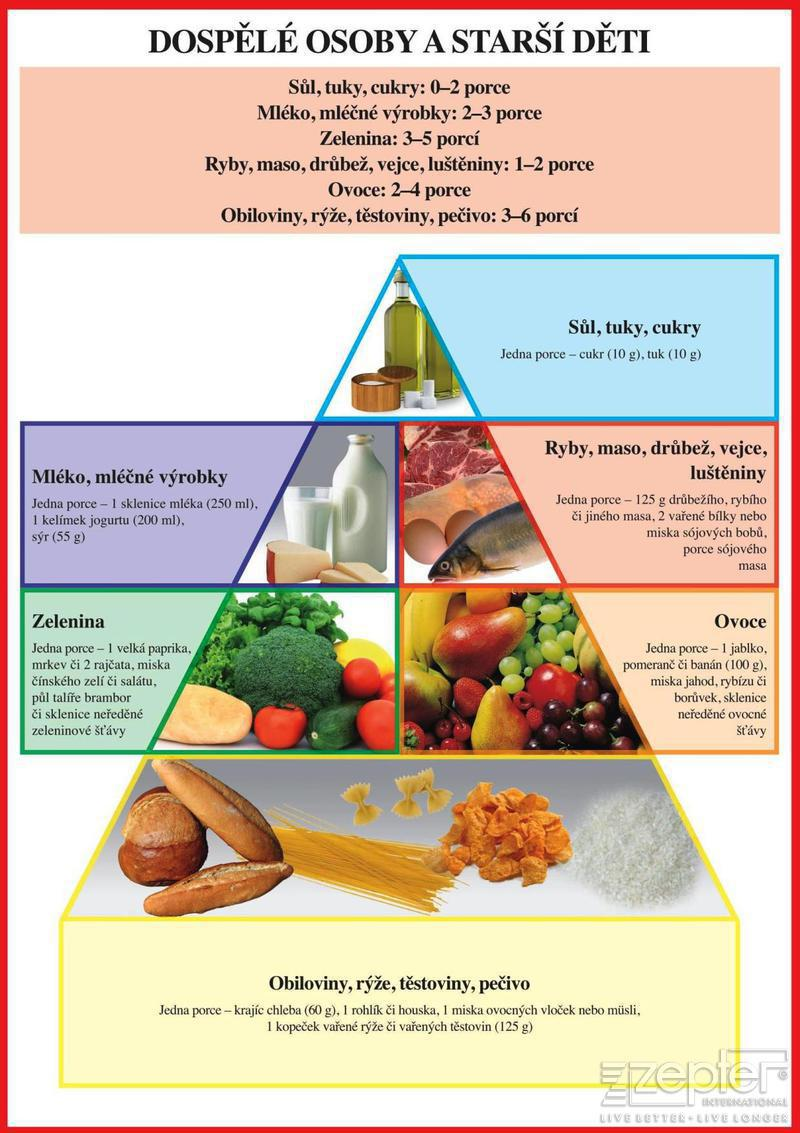 DOSPĚLÉ OSOBY A STARŠÍ DĚTI
Sůl, tuky, cukry: 0–2 porce
Mléko, mléčné výrobky: 2–3 porce
Zelenina: 3–5 porcí
Ryby, maso, drůbež, vejce, luštěniny: 1–2 porce
Ovoce: 2–4 porce
Obiloviny, rýže, těstoviny, pečivo: 3–6 porcí
Sůl, tuky, cukry
Jedna porce – cukr (10 g), tuk (10 g)
Mléko, mléčné výrobky
Jedna porce – 1 sklenice mléka (250 ml),
1 kelímek jogurtu (200 ml),
sýr (55 g)
Ryby, maso, drůbež, vejce,
luštěniny
Jedna porce – 125 g drůbežího, rybího
či jiného masa, 2 vařené bílky nebo
miska sójových bobů,
porce sójového
masa
Zelenina
Jedna porce – 1 velká paprika,
mrkev či 2 rajčata, miska
čínského zelí či salátu,
půl talíře brambor
či sklenice neředěné
zeleninové šťávy
Ovoce
Jedna porce – 1 jablko,
pomeranč či banán (100 g),
miska jahod, rybízu či
borůvek, sklenice
neředěné ovocné
šťávy
Obiloviny, rýže, těstoviny, pečivo
Jedna porce – krajíc chleba (60 g), 1 rohlík či houska, 1 miska ovocných vloček nebo müsli,
1 kopeček vařené rýže či vařených těstovin (125 g)
zepter ©
INTERNATIONAL
LIVE BETTER • LIVE LONGER